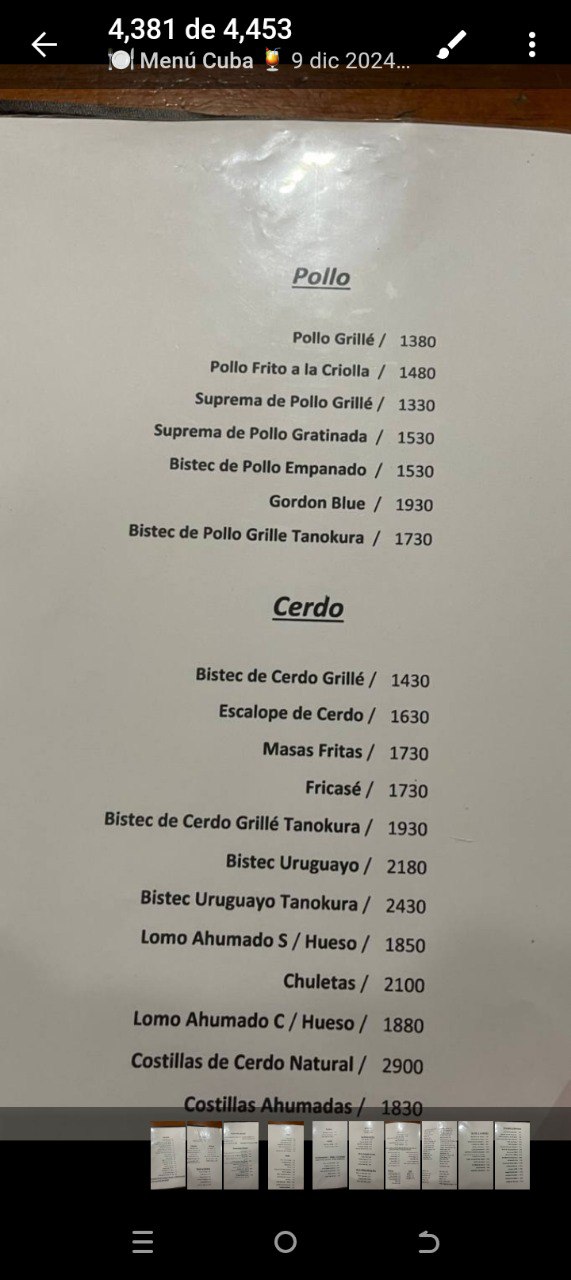 4,381 de 4,453
🍽 Menú Cuba 🍹 9 dic 2024...
Pollo
Pollo Grillé / 1380
Pollo Frito a la Criolla / 1480
Suprema de Pollo Grillé / 1330
Suprema de Pollo Gratinada / 1530
Bistec de Pollo Empanado / 1530
Gordon Blue / 1930
Bistec de Pollo Grille Tanokura / 1730
Cerdo
Bistec de Cerdo Grillé / 1430
Escalope de Cerdo / 1630
Masas Fritas / 1730
Fricasé / 1730
Bistec de Cerdo Grillé Tanokura / 1930
Bistec Uruguayo / 2180
Bistec Uruguayo Tanokura / 2430
Lomo Ahumado S / Hueso / 1850
Chuletas / 2100
Lomo Ahumado C / Hueso / 1880
Costillas de Cerdo Natural / 2900
Costillas Ahumadas / 1830